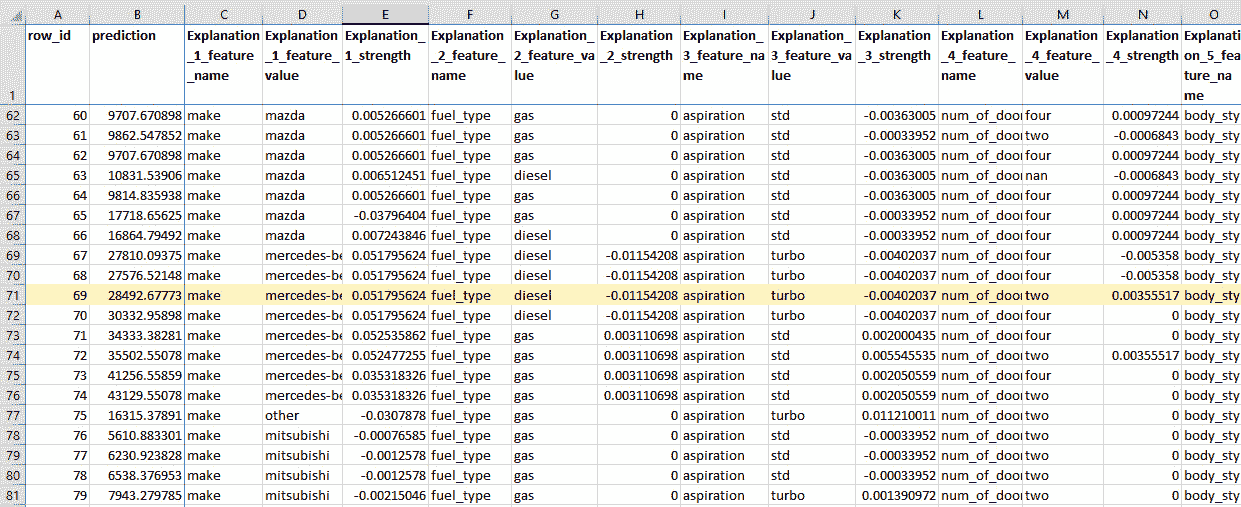 A B C D E F G H I J K L M N O
1 row_id prediction Explanation_1_feature_name Explanation_1_feature_value Explanation_1_strength Explanation_2_feature_name Explanation_2_feature_value Explanation_2_strength Explanation_3_feature_name Explanation_3_feature_value Explanation_3_strength Explanation_4_feature_name Explanation_4_feature_value Explanation_4_strength Explanation_5_feature_name
62 60 9707.670898 make mazda 0.005266601 fuel_type gas 0 aspiration std -0.00363005 num_of_doo four 0.00097244 body_sty
63 61 9862.547852 make mazda 0.005266601 fuel_type gas 0 aspiration std -0.00033952 num_of_doo two -0.0006843 body_sty
64 62 9707.670898 make mazda 0.005266601 fuel_type gas 0 aspiration std -0.00363005 num_of_doo four 0.00097244 body_sty
65 63 10831.53906 make mazda 0.006512451 fuel_type diesel 0 aspiration std -0.00363005 num_of_doo nan -0.0006843 body_sty
66 64 9814.835938 make mazda 0.005266601 fuel_type gas 0 aspiration std -0.00363005 num_of_doo four 0.00097244 body_sty
67 65 17718.65625 make mazda -0.03796404 fuel_type gas 0 aspiration std -0.00033952 num_of_doo four 0.00097244 body_sty
68 66 16864.79492 make mazda 0.007243846 fuel_type diesel 0 aspiration std -0.00033952 num_of_doo four 0.00097244 body_sty
69 67 27810.09375 make mercedes-be 0.051795624 fuel_type diesel -0.01154208 aspiration turbo -0.00402037 num_of_doo four -0.005358 body_sty
70 68 27576.52148 make mercedes-be 0.051795624 fuel_type diesel -0.01154208 aspiration turbo -0.00402037 num_of_doo four -0.005358 body_sty
71 69 28492.67773 make mercedes-be 0.051795624 fuel_type diesel -0.01154208 aspiration turbo -0.00402037 num_of_doo two 0.00355517 body_sty
72 70 30332.95898 make mercedes-be 0.051795624 fuel_type diesel -0.01154208 aspiration turbo -0.00402037 num_of_doo four 0 body_sty
73 71 34333.38281 make mercedes-be 0.052535862 fuel_type gas 0.003110698 aspiration std 0.002000435 num_of_doo four 0 body_sty
74 72 35502.55078 make mercedes-be 0.052477255 fuel_type gas 0.003110698 aspiration std 0.005545535 num_of_doo two 0.00355517 body_sty
75 73 41256.55859 make mercedes-be 0.035318326 fuel_type gas 0.003110698 aspiration std 0.002050559 num_of_doo four 0 body_sty
76 74 43129.55078 make mercedes-be 0.035318326 fuel_type gas 0.003110698 aspiration std 0.002050559 num_of_doo two 0 body_sty
77 75 16315.37891 make other -0.0307878 fuel_type gas 0 aspiration turbo 0.011210011 num_of_doo two 0 body_sty
78 76 5610.883301 make mitsubishi -0.00076585 fuel_type gas 0 aspiration std -0.00033952 num_of_doo two 0 body_sty
79 77 6230.923828 make mitsubishi -0.0012578 fuel_type gas 0 aspiration std -0.00033952 num_of_doo two 0 body_sty
80 78 6538.376953 make mitsubishi -0.0012578 fuel_type gas 0 aspiration std -0.00033952 num_of_doo two 0 body_sty
81 79 7943.279785 make mitsubishi -0.00215046 fuel_type gas 0 aspiration turbo 0.001390972 num_of_doo two 0 body_sty